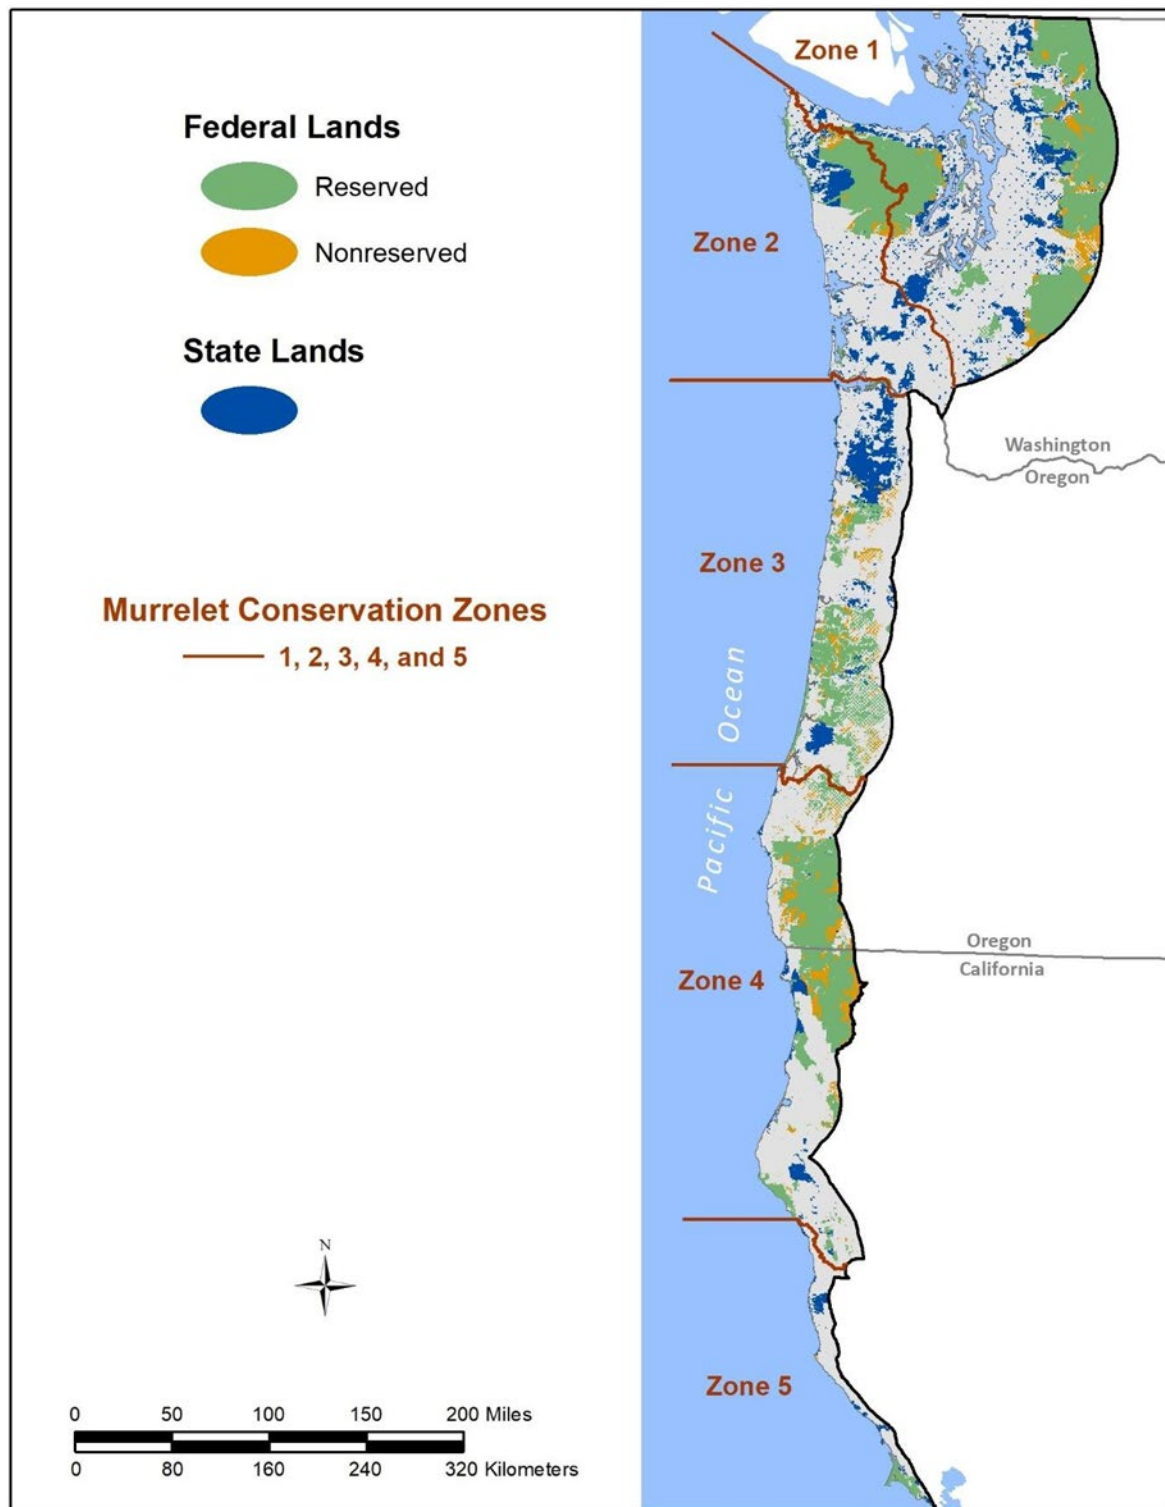 Zone 1
Federal Lands
Reserved
Nonreserved
Zone 2
State Lands
Washington
Oregon
Zone 3
Murrelet Conservation Zones
1, 2, 3, 4, and 5
Pacific Ocean
Oregon
California
Zone 4
N
Zone 5
0 50 100 150 200 Miles
0 80 160 240 320 Kilometers